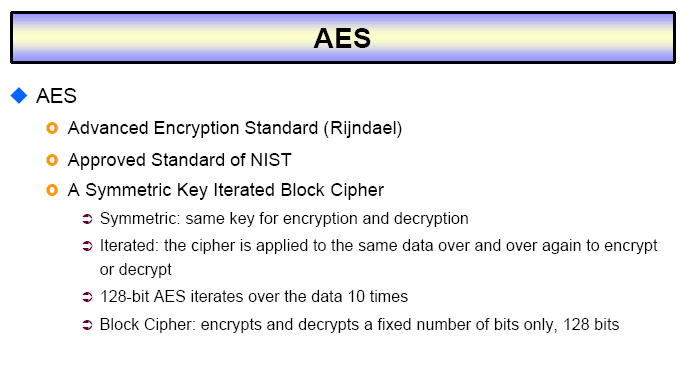 AES
AES
Advanced Encryption Standard (Rijndael)
Approved Standard of NIST
A Symmetric Key Iterated Block Cipher
Symmetric: same key for encryption and decryption
Iterated: the cipher is applied to the same data over and over again to encrypt
or decrypt
128-bit AES iterates over the data 10 times
Block Cipher: encrypts and decrypts a fixed number of bits only, 128 bits